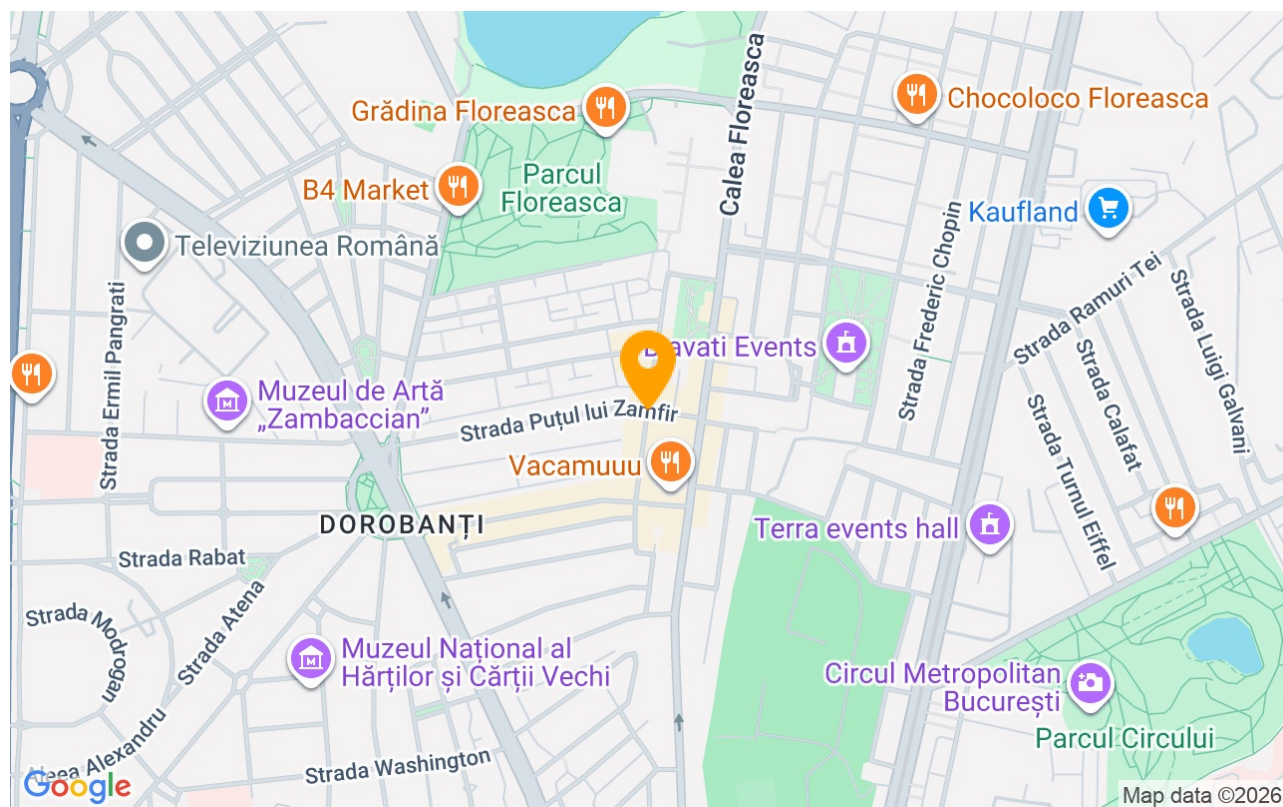 Grădina Floreasca
Chocoloco Floreasca
Calea Floreasca
B4 Market
Parcul
Floreasca
Kaufland
Televiziunea Română
Strada Frederic Chopin
Strada Ramuri Tei
Strada Luigi Galvani
Strada Ermil Pangrati
Events
Strada Calafat
Muzeul de Artă
„Zambaccian”
Strada Puțul lui Zamfir
Strada Turnul Eiffel
Vacamuuu
DOROBANȚI
Terra events hall
Strada Rabat
Strada Atena
Strada Modrogan
Muzeul Național al
Hărților și Cărții Vechi
Circul Metropolitan
București
Parcul Circului
Aleea Alexandru
Strada Washington
Google
Map data ©2026